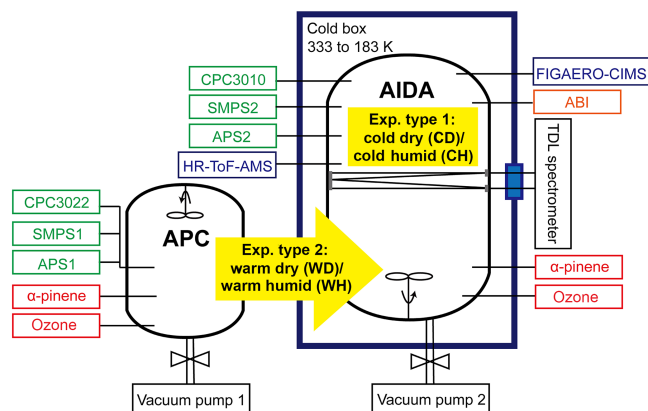 Cold box
333 to 183 K
CPC3010
SMPS2
APS2
HR-ToF-AMS
AIDA
Exp. type 1:
cold dry (CD)/
cold humid (CH)
FIGAERO-CIMS
ABI
TDL spectrometer
CPC3022
SMPS1
APS1
α-pinene
Ozone
APC
Exp. type 2:
warm dry (WD)/
warm humid (WH)
α-pinene
Ozone
Vacuum pump 1
Vacuum pump 2